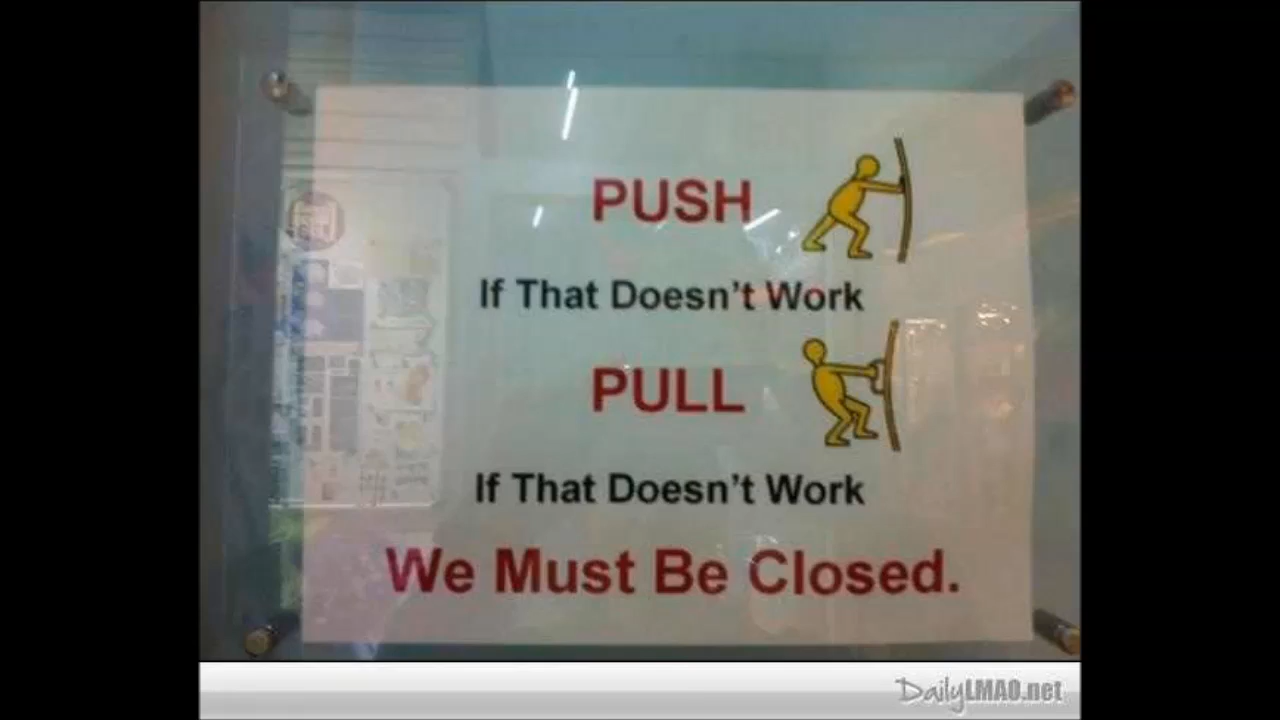 PUSH
If That Doesn't Work
PULL
If That Doesn't Work
We Must Be Closed.
DailyLMAO.net